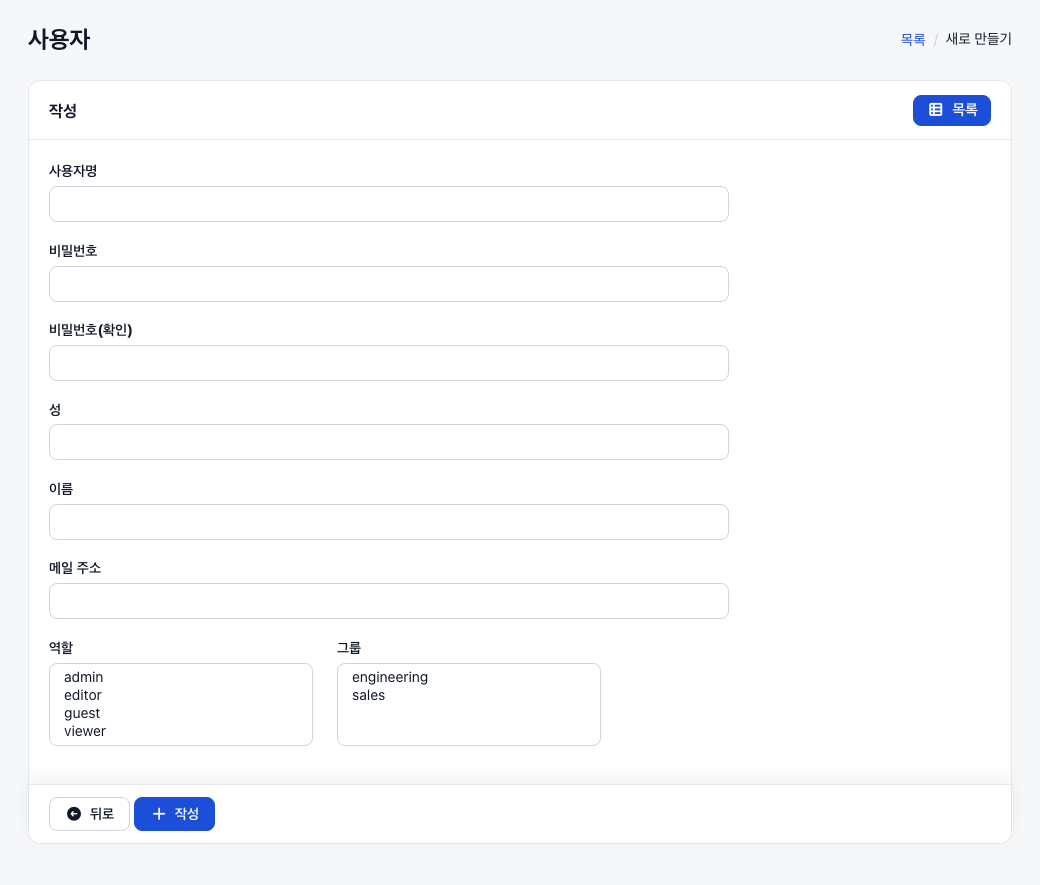 사용자
목록 / 새로 만들기
작성
목록
사용자명
비밀번호
비밀번호(확인)
성
이름
메일 주소
역할
admin
editor
guest
viewer
그룹
engineering
sales
뒤로
작성